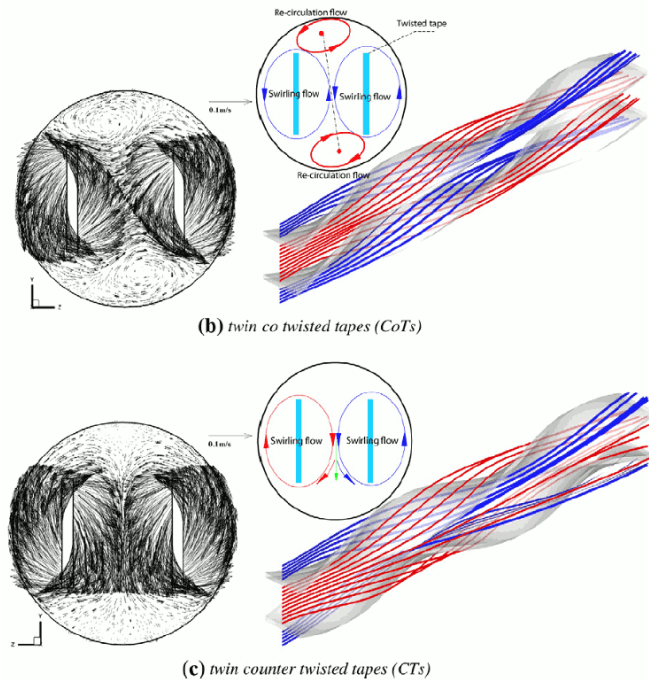 Re-circulation flow
Twisted tape
Swirling flow
Swirling flow
0.1m/s
Re-circulation flow
Y
Z
(b) twin co twisted tapes (CoTs)
0.1m/s
Swirling flow
Swirling flow
Y
Z
(c) twin counter twisted tapes (CTs)